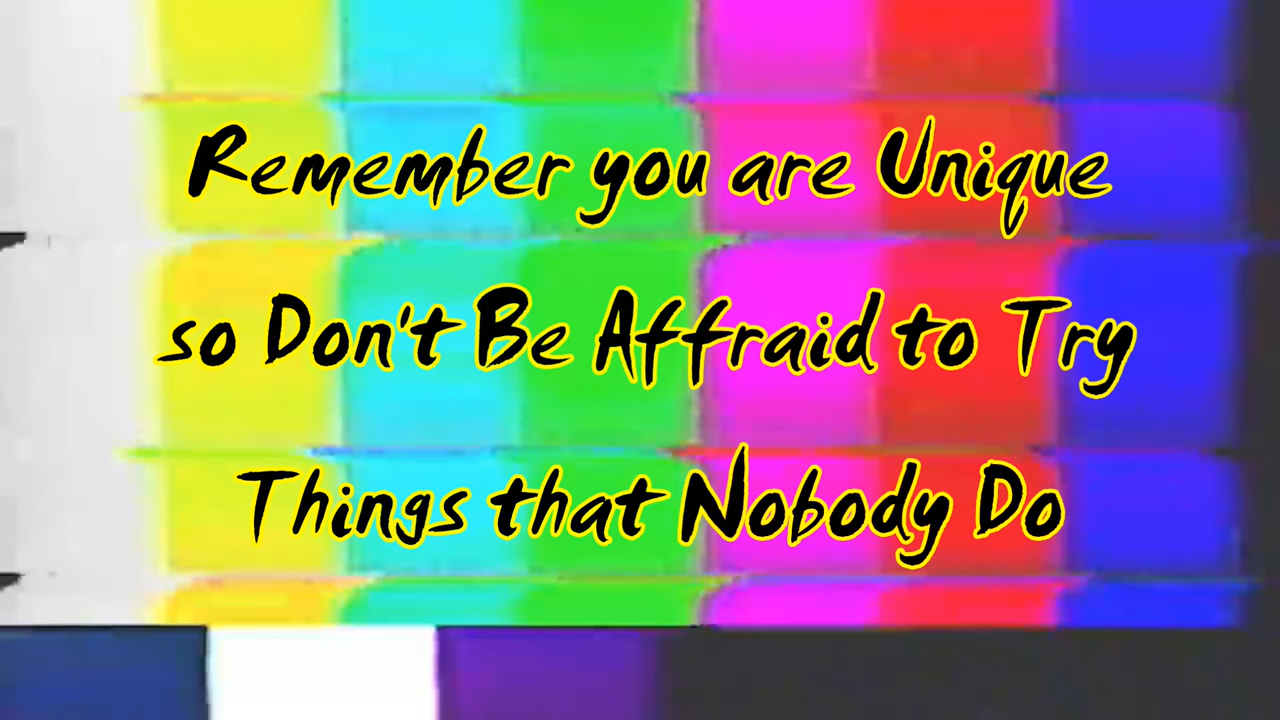 Remember you are Unique
so Don't Be Affraid to Try
Things that Nobody Do